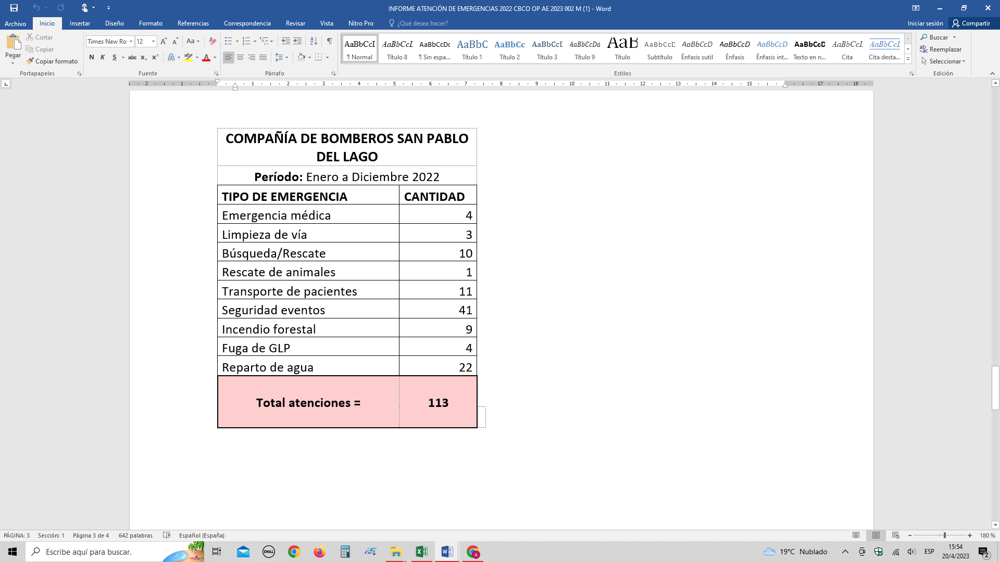 INFORME ATENCIÓN DE EMERGENCIAS 2022 CBCO OP AE 2023 002 M (1) - Word
Archivo Inicio Insertar Diseño Formato Referencias Correspondencia Revisar Vista Nitro Pro ¿Qué desea hacer? Iniciar sesión Compartir
Pegar
Cortar
Copiar
Copiar formato
Portapapeles
Times New Ro 12
N K S abc x₂ x²
Fuente
Párrafo
AaBbCcI AaBbCcL AaBbCcDc AaBbC AaBbCc AaBbCcI AaBbCcDd AaB AaBbCcD AaBbCcD AaBbCcD AaBbCcD AaBbCcD AaBbCcL AaBbCcL
¶ Normal Título 8 ¶ Sin espa... Título 1 Título 2 Título 3 Título 9 Título Subtítulo Énfasis sutil Énfasis Énfasis int... Texto en n... Cita Cita desta...
Estilos
Buscar
Reemplazar
Seleccionar
Edición
2 1 1 2 3 4 5 6 7 8 9 10 11 12 13 14 15 17 18
COMPAÑÍA DE BOMBEROS SAN PABLO
DEL LAGO
Período: Enero a Diciembre 2022
TIPO DE EMERGENCIA CANTIDAD
Emergencia médica 4
Limpieza de vía 3
Búsqueda/Rescate 10
Rescate de animales 1
Transporte de pacientes 11
Seguridad eventos 41
Incendio forestal 9
Fuga de GLP 4
Reparto de agua 22
Total atenciones = 113
PÁGINA: 3 Sección: 1 Página 3 de 4 642 palabras Español (España) 180 %
Escribe aquí para buscar.
DELL
19°C Nublado
ESP
15:54
20/4/2023
2